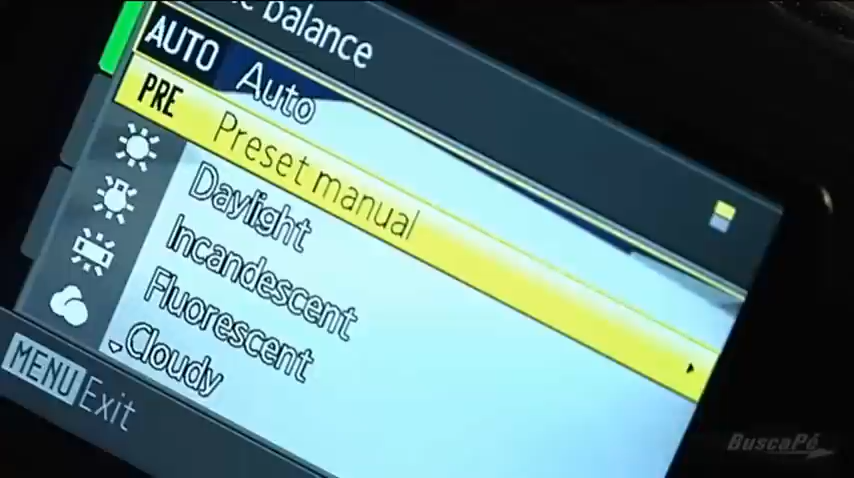 balance
AUTO Auto
PRE Preset manual
Daylight
Incandescent
Fluorescent
Cloudy
MENU Exit
BuscaPé